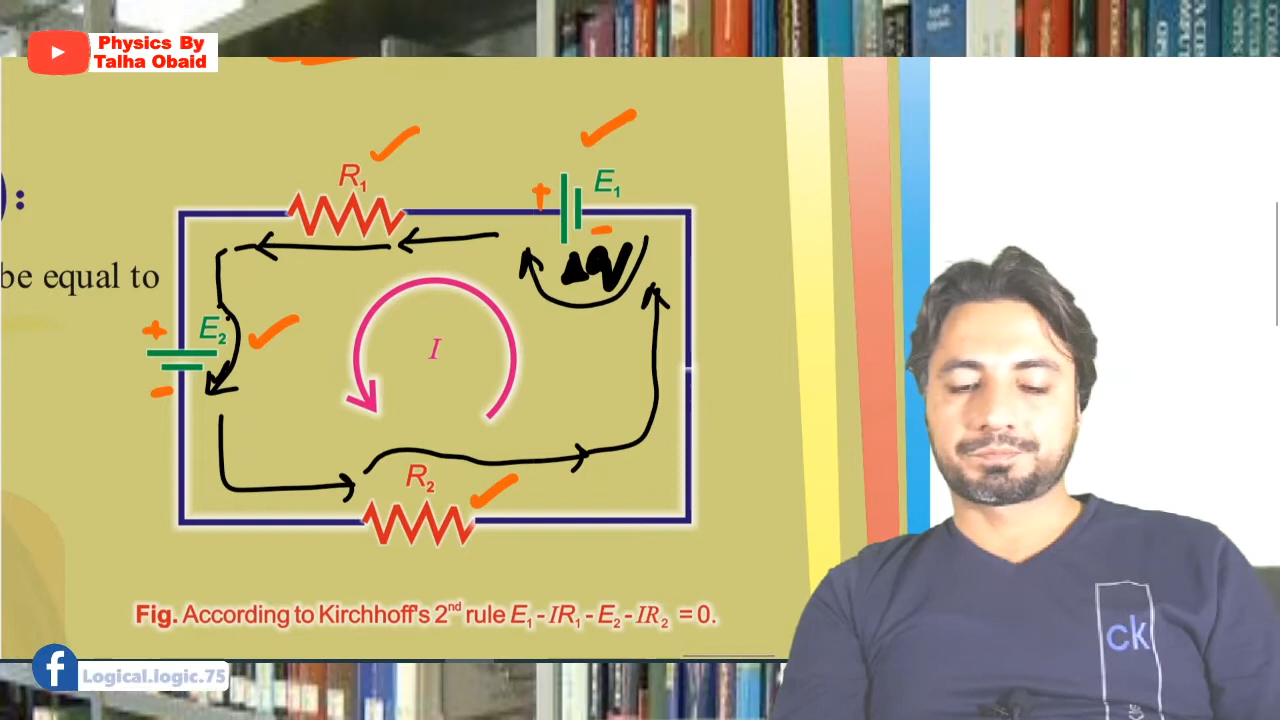 Physics By
Talha Obaid
R₁
E₁
+
-
):
ΔqV
be equal to
+
E₂
-
I
R₂
Fig. According to Kirchhoff's 2nd rule E₁ - IR₁ - E₂ - IR₂ = 0.
ck
Logical.logic.75